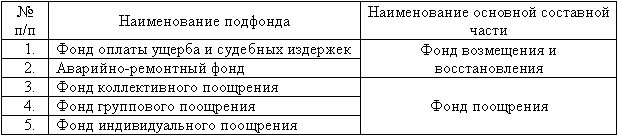 № п/п
Наименование подфонда
Наименование основной составной
части
1. Фонд оплаты ущерба и судебных издержек
Фонд возмещения и
восстановления
2. Аварийно-ремонтный фонд
3. Фонд коллективного поощрения
4. Фонд группового поощрения
Фонд поощрения
5. Фонд индивидуального поощрения